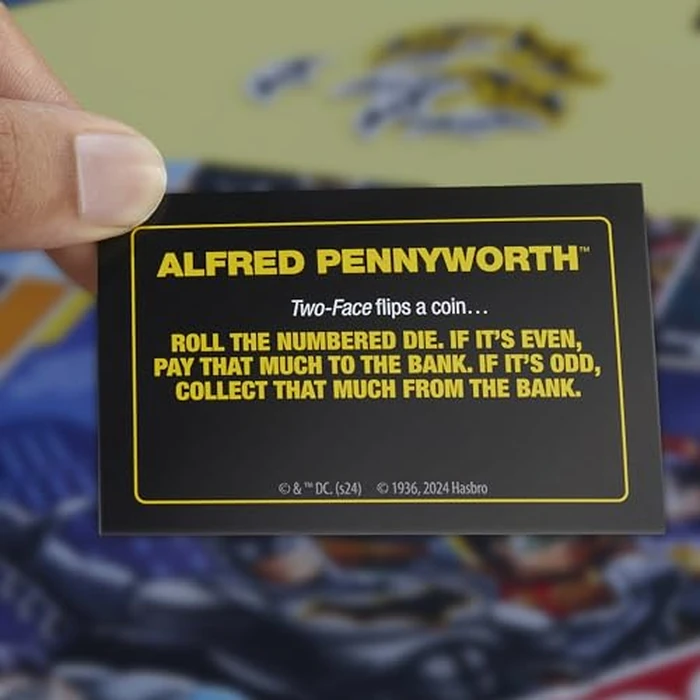 ALFRED PENNYWORTH™
Two-Face flips a coin...
ROLL THE NUMBERED DIE. IF IT'S EVEN,
PAY THAT MUCH TO THE BANK. IF IT'S ODD,
COLLECT THAT MUCH FROM THE BANK.
© & ™ DC. (s24) © 1936, 2024 Hasbro